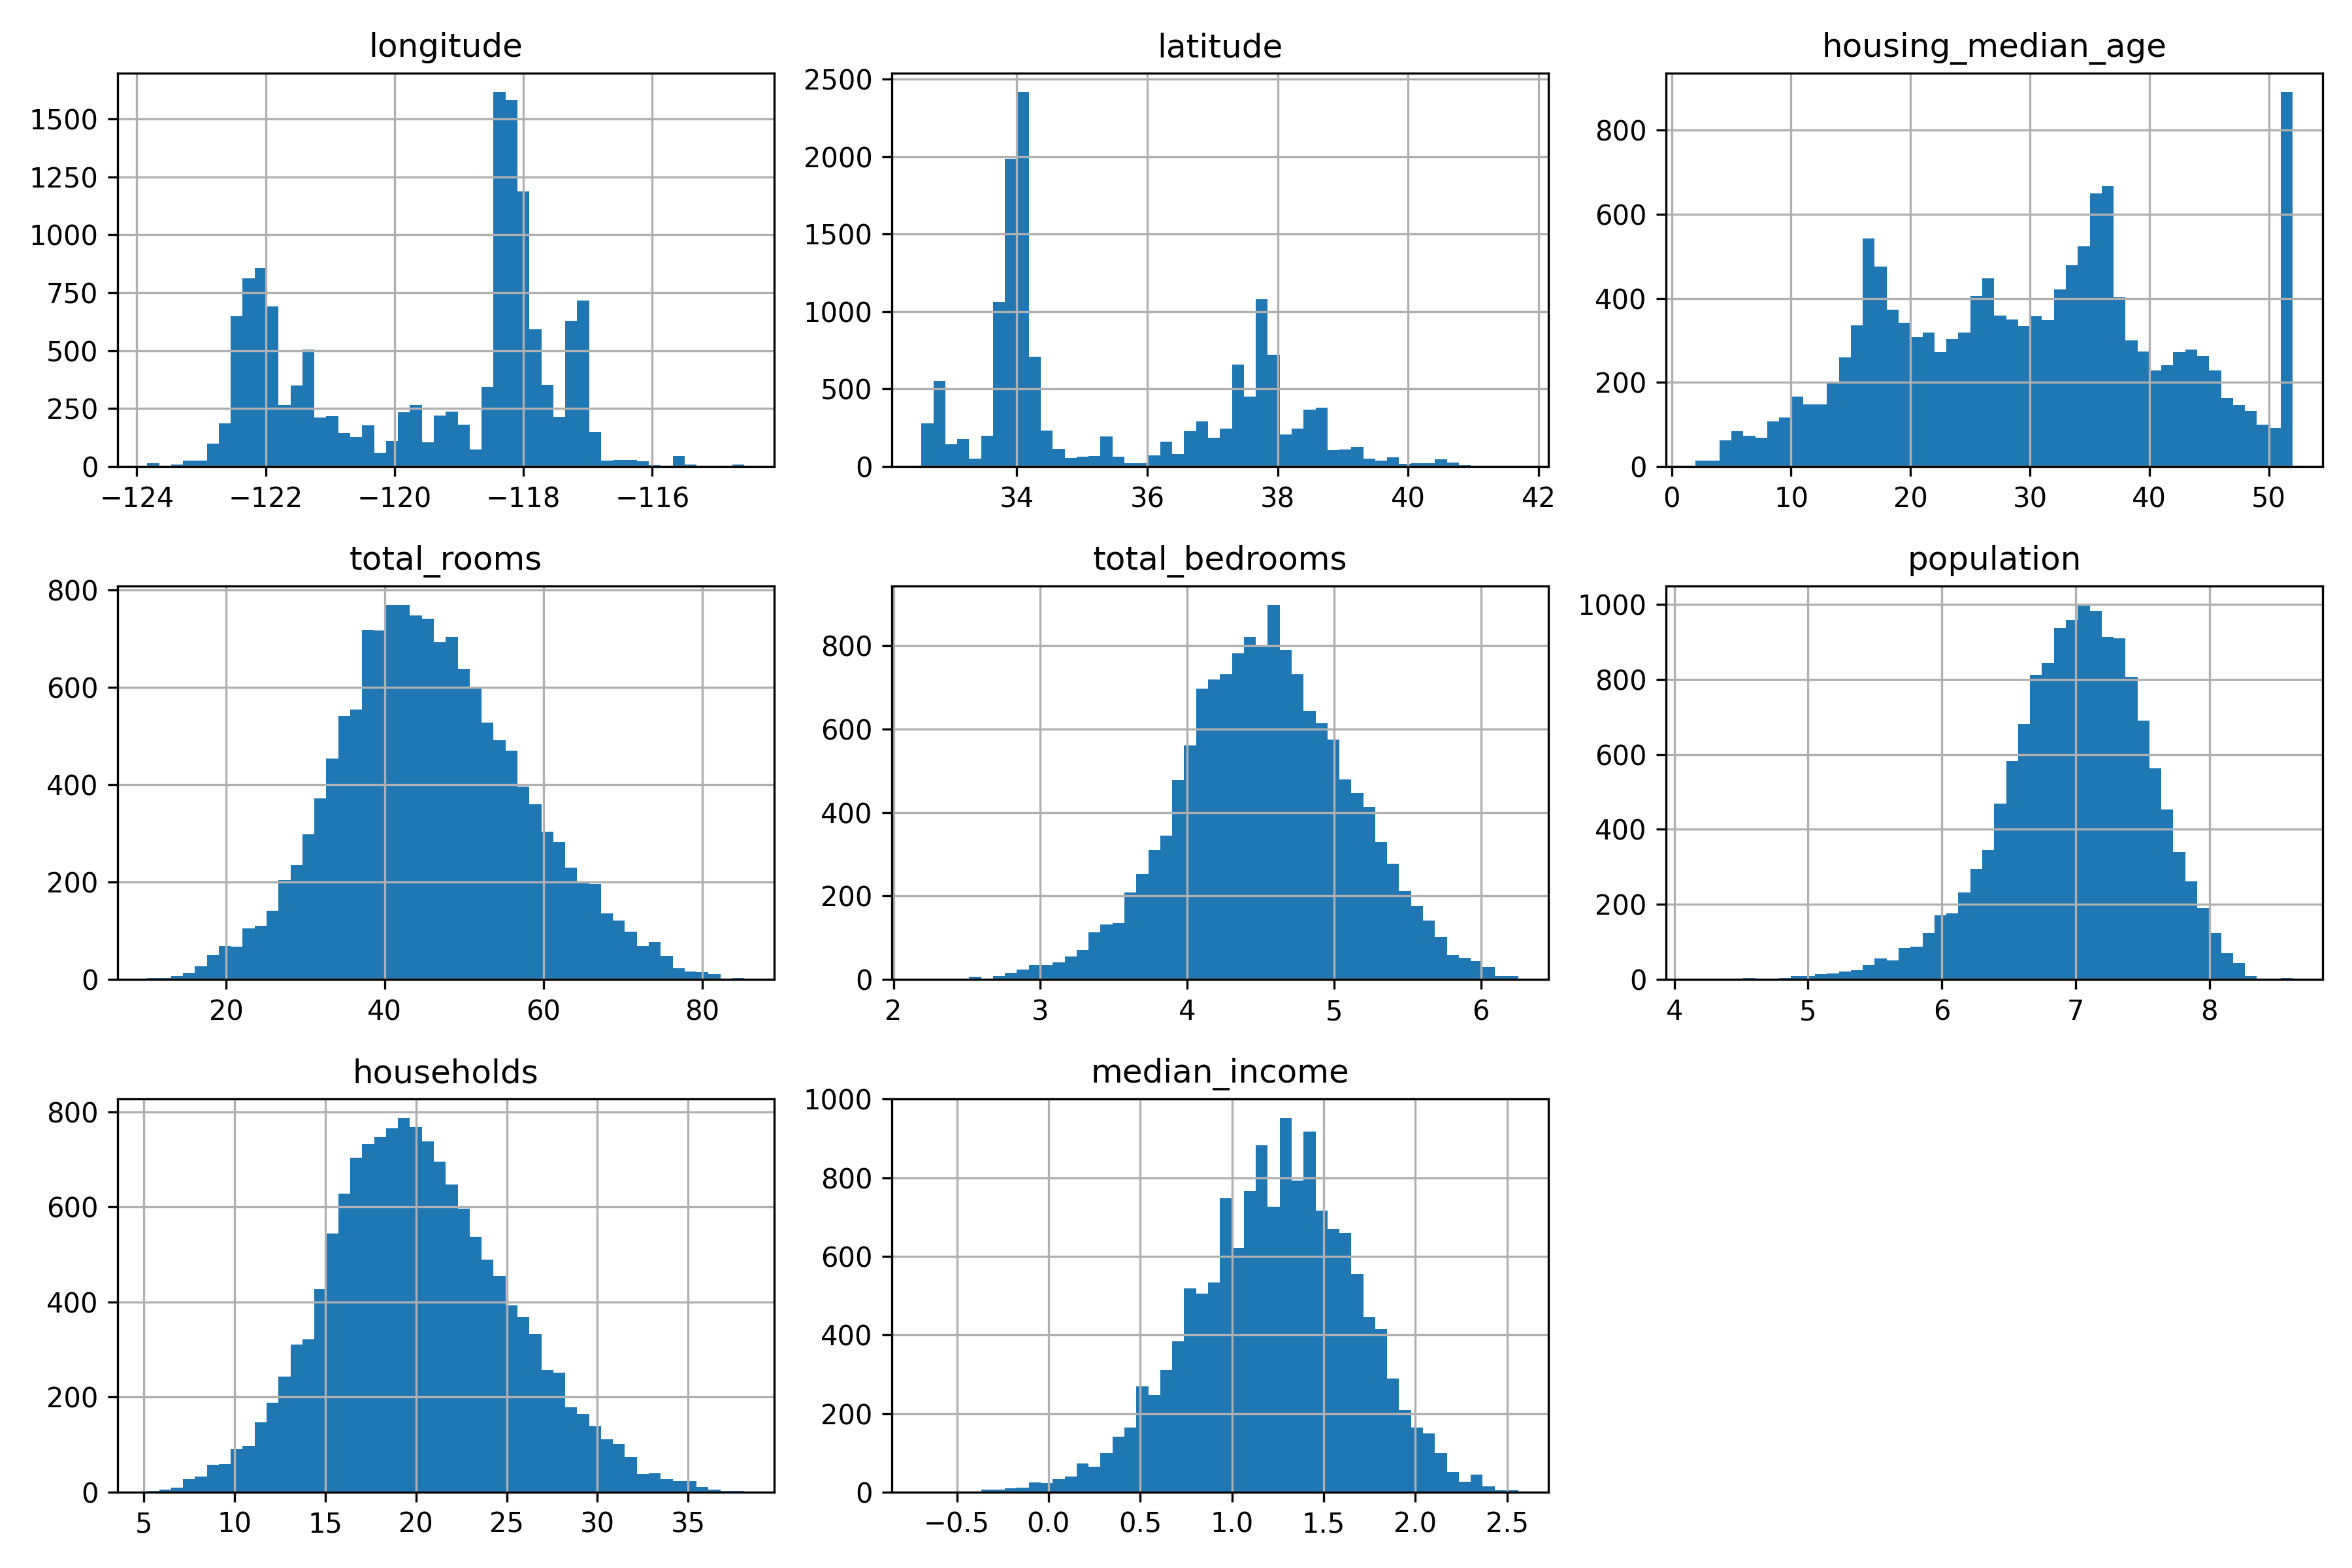 longitude
1500
1250
1000
750
500
250
0
−124 −122 −120 −118 −116
latitude
2500
2000
1500
1000
500
0
34 36 38 40 42
housing_median_age
800
600
400
200
0
0 10 20 30 40 50
total_rooms
800
600
400
200
0
20 40 60 80
total_bedrooms
800
600
400
200
0
2 3 4 5 6
population
1000
800
600
400
200
0
4 5 6 7 8
households
800
600
400
200
0
5 10 15 20 25 30 35
median_income
1000
800
600
400
200
0
−0.5 0.0 0.5 1.0 1.5 2.0 2.5